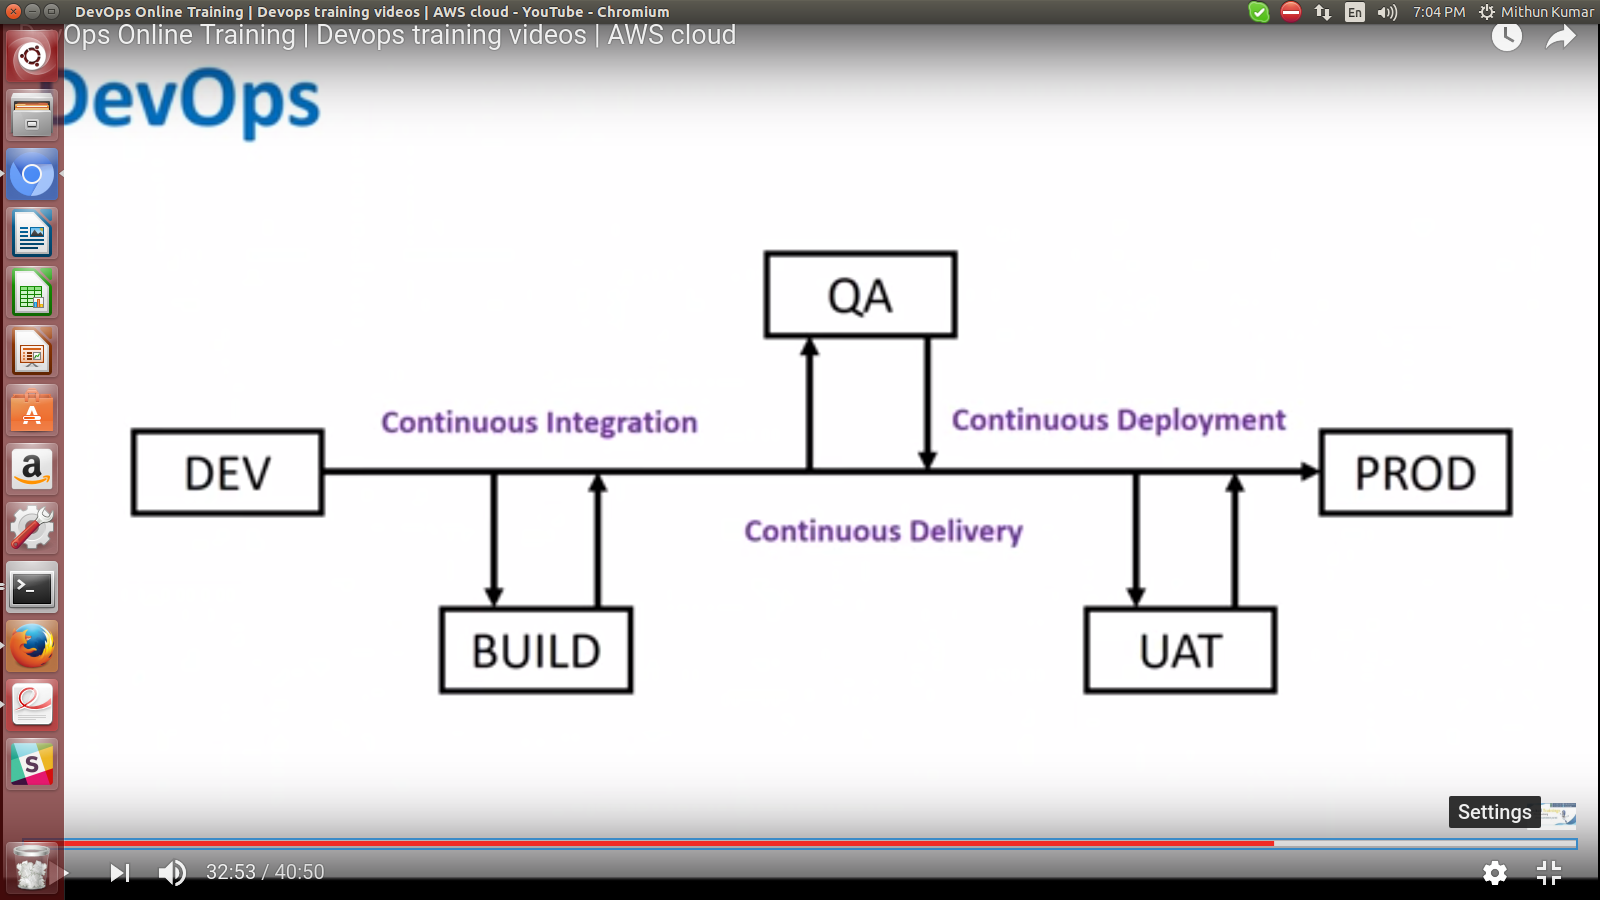 DevOps Online Training | Devops training videos | AWS cloud - YouTube - Chromium
En
7:04 PM
Mithun Kumar
Ops Online Training | Devops training videos | AWS cloud
DevOps
QA
Continuous Integration
Continuous Deployment
DEV
PROD
Continuous Delivery
BUILD
UAT
Settings
32:53 / 40:50